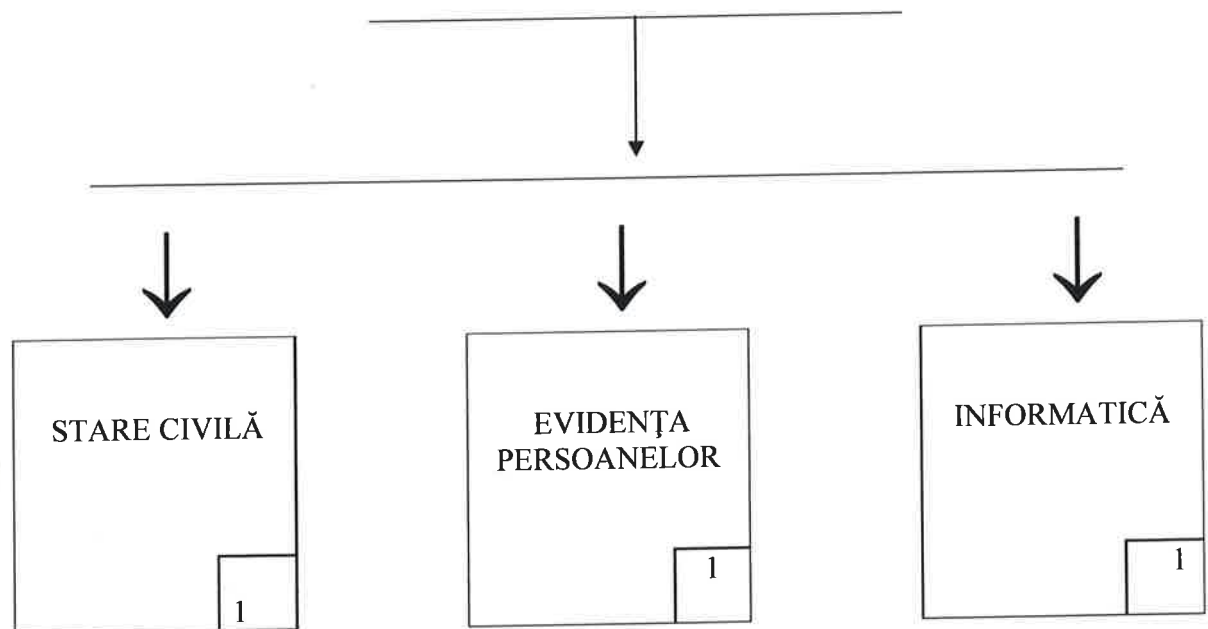 STARE CIVILĂ
EVIDENŢA
PERSOANELOR
INFORMATICĂ
1
1
1